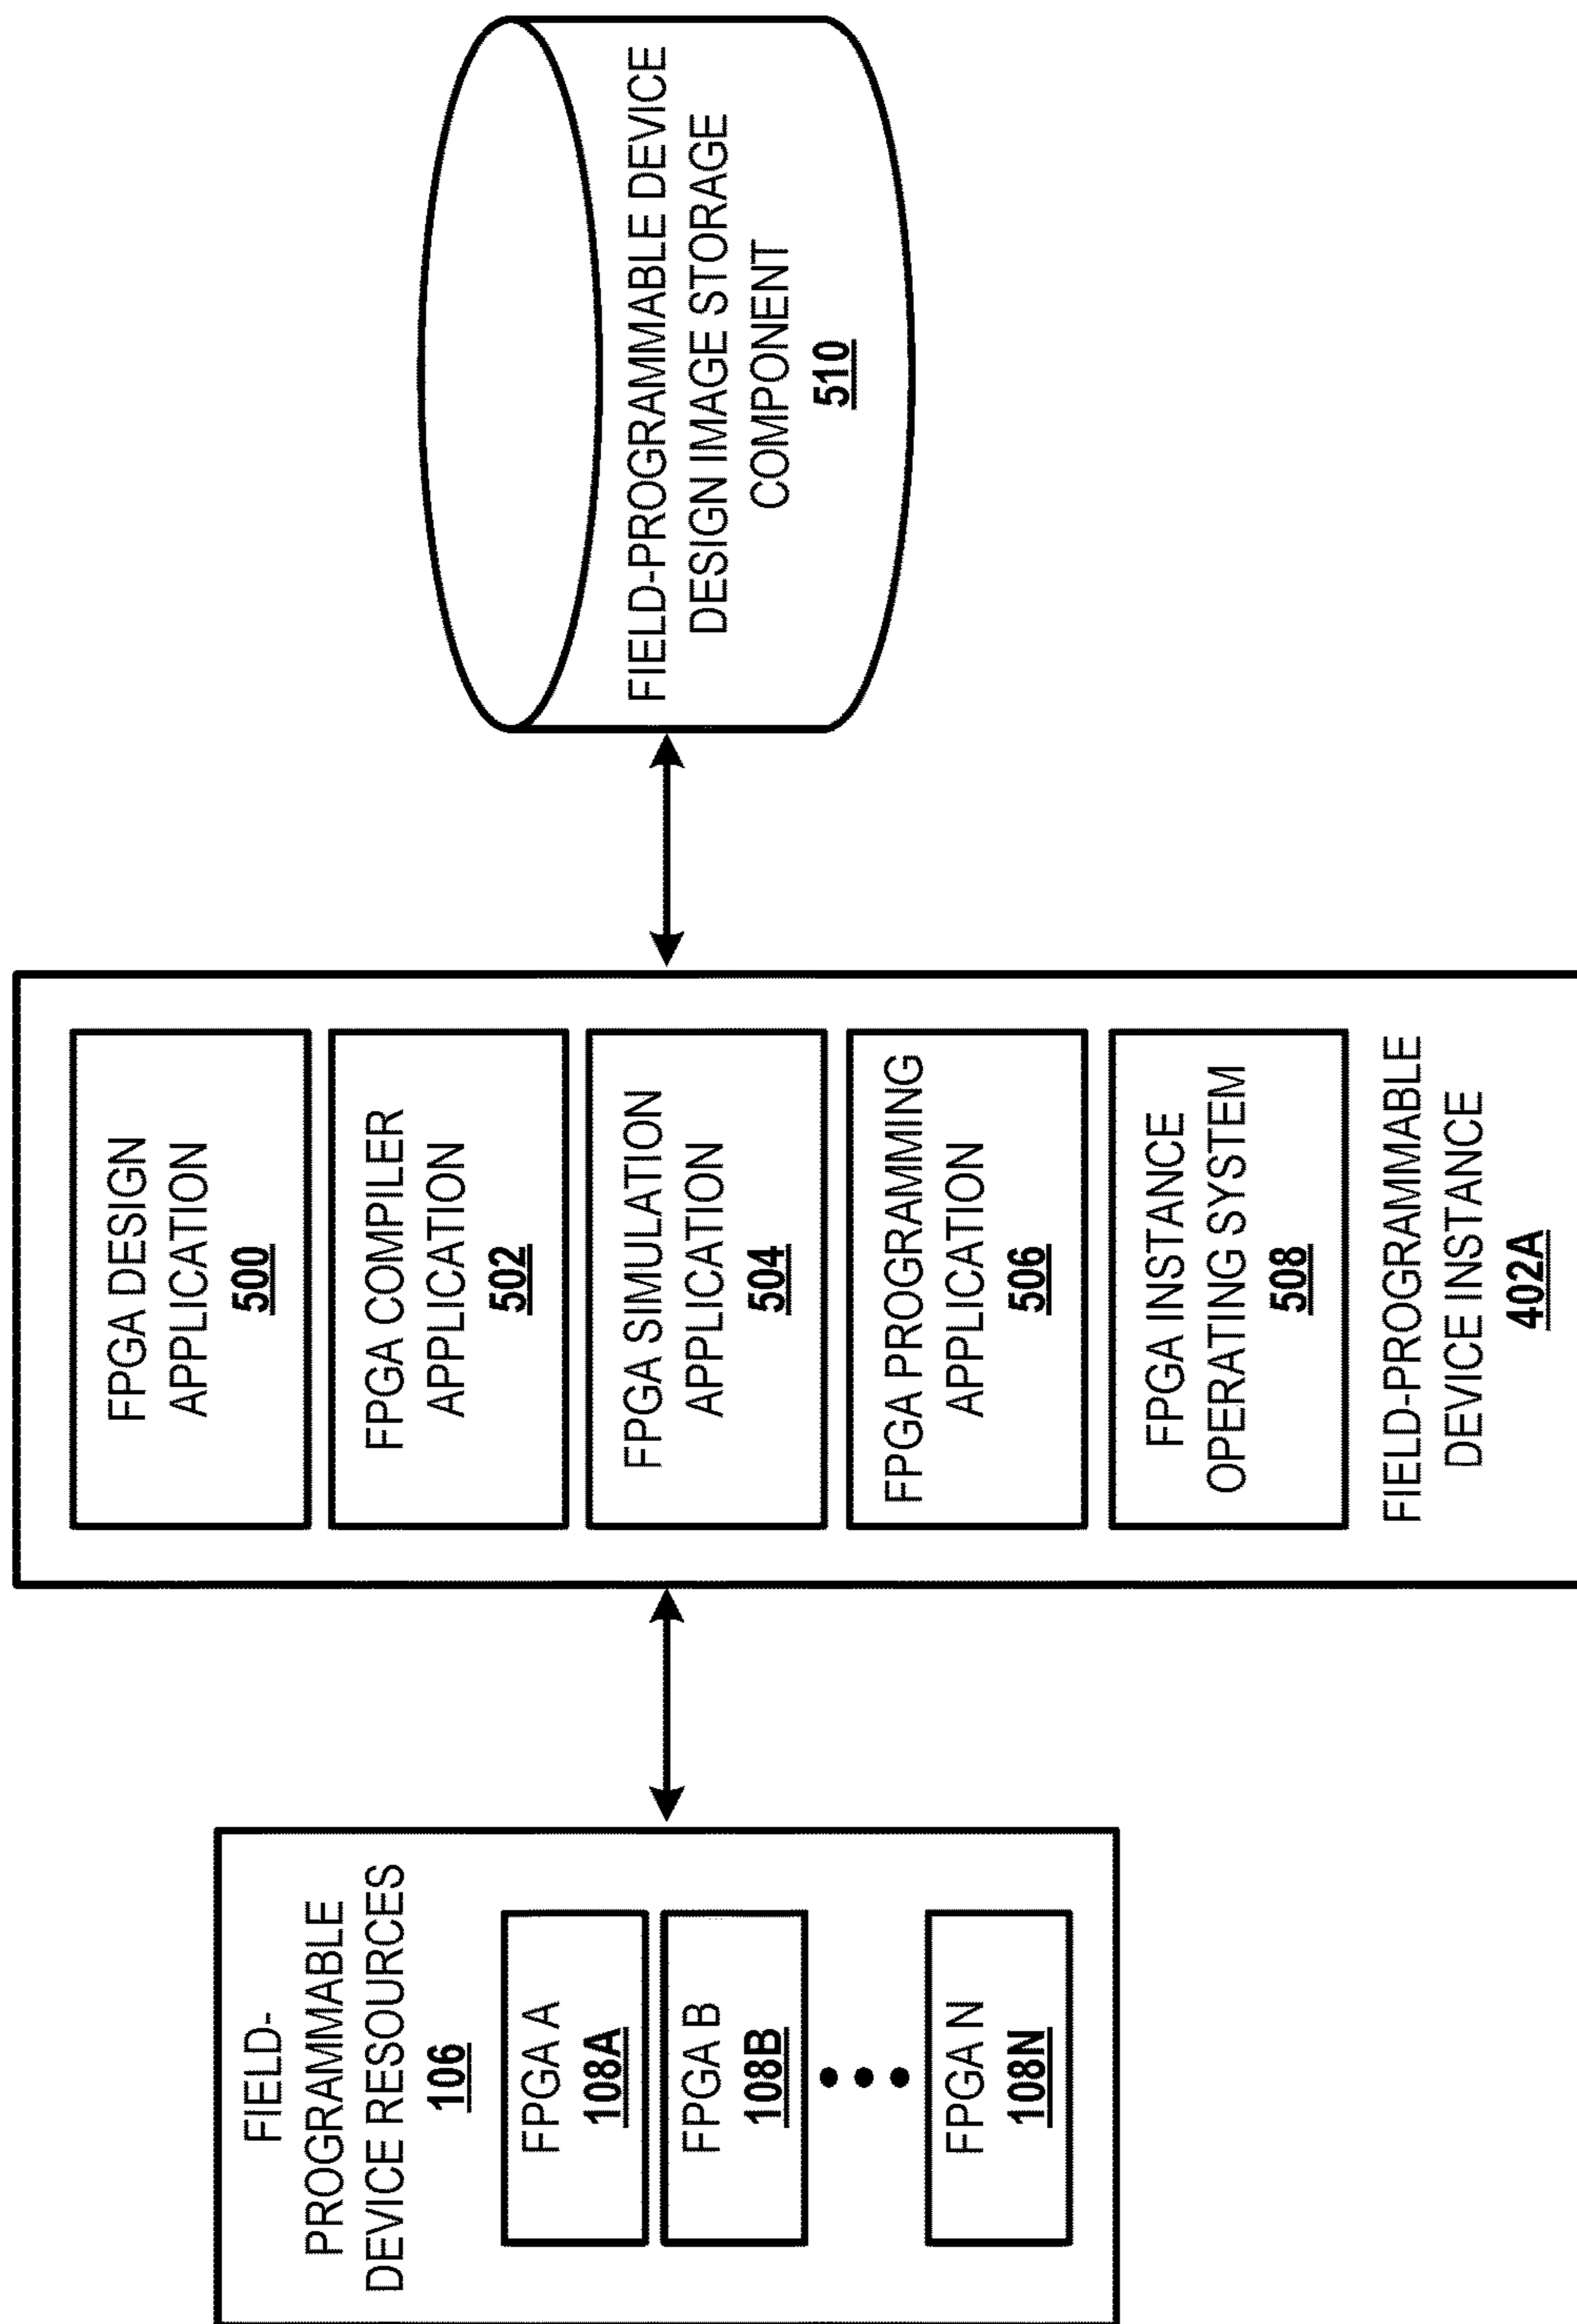 FIELD-
PROGRAMMABLE
DEVICE RESOURCES
106
FPGA A
108A
FPGA B
108B
FPGA N
108N
FPGA DESIGN
APPLICATION
500
FPGA COMPILER
APPLICATION
502
FPGA SIMULATION
APPLICATION
504
FPGA PROGRAMMING
APPLICATION
506
FPGA INSTANCE
OPERATING SYSTEM
508
FIELD-PROGRAMMABLE
DEVICE INSTANCE
402A
FIELD-PROGRAMMABLE DEVICE
DESIGN IMAGE STORAGE
COMPONENT
510